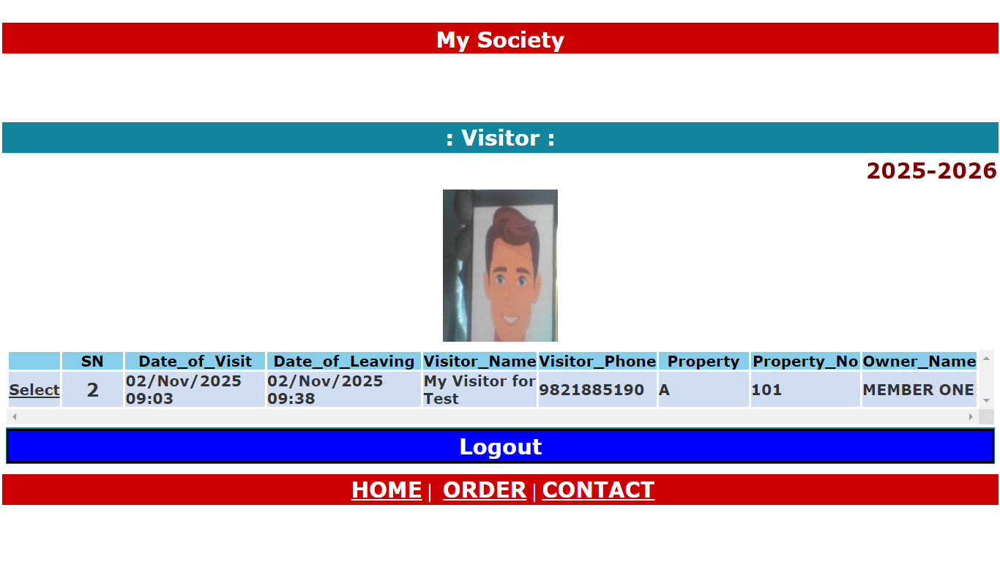 My Society
: Visitor :
2025-2026
SN Date_of_Visit Date_of_Leaving Visitor_Name Visitor_Phone Property Property_No Owner_Name
Select 2 02/Nov/2025 09:03 02/Nov/2025 09:38 My Visitor for Test 9821885190 A 101 MEMBER ONE
Logout
HOME | ORDER | CONTACT